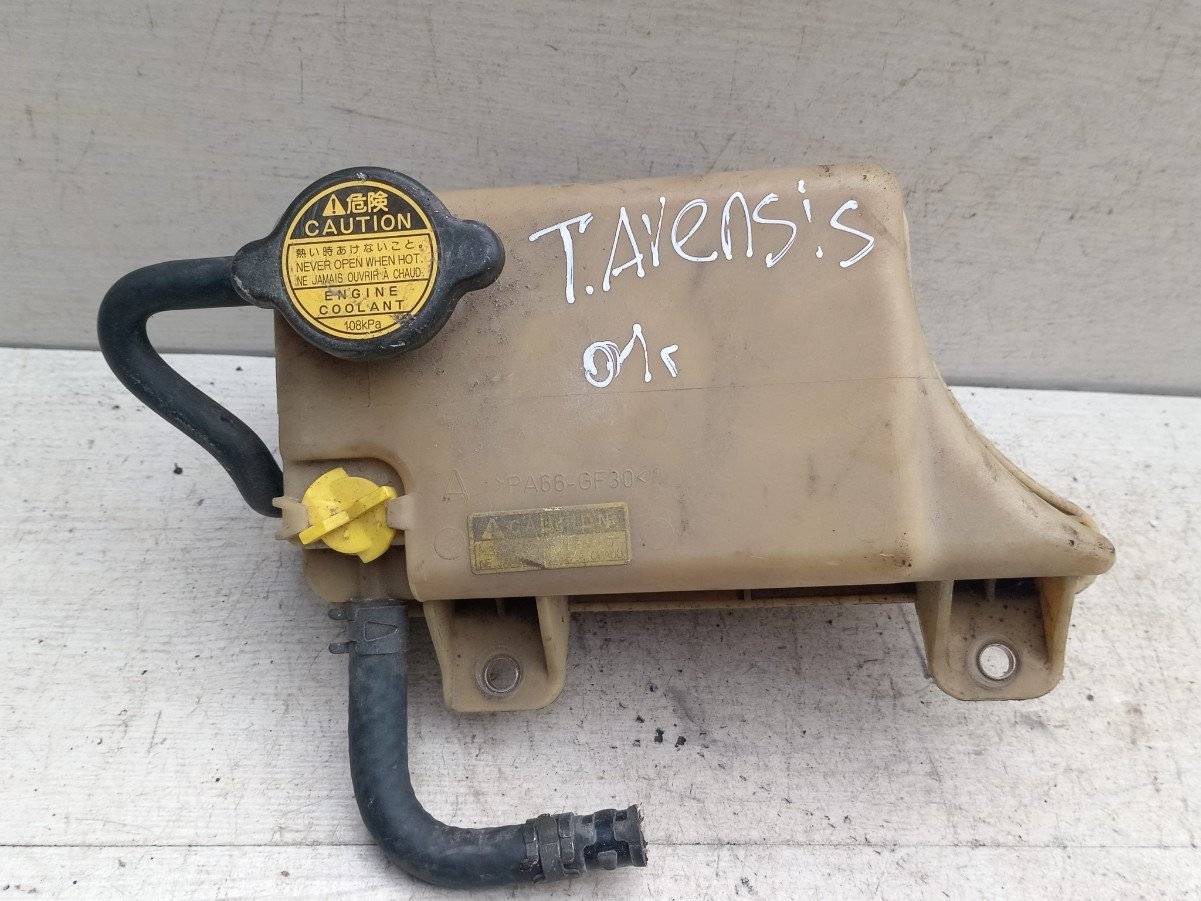 危険
CAUTION
熱い時あけないこと。
NEVER OPEN WHEN HOT.
NE JAMAIS OUVRIR À CHAUD.
ENGINE
COOLANT
108kPa
T.AVensis
01r
A >PA66-GF30<